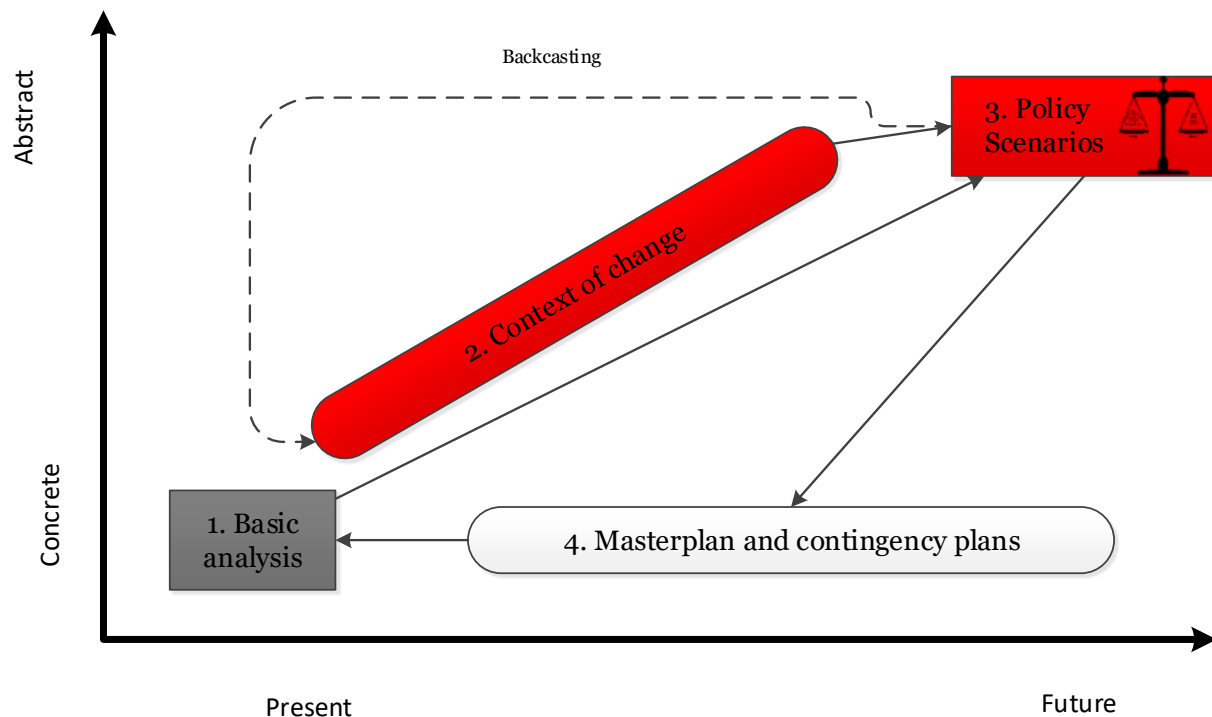 Backcasting
Abstract
3. Policy
Scenarios
2. Context of change
Concrete
1. Basic
analysis
4. Masterplan and contingency plans
Present
Future